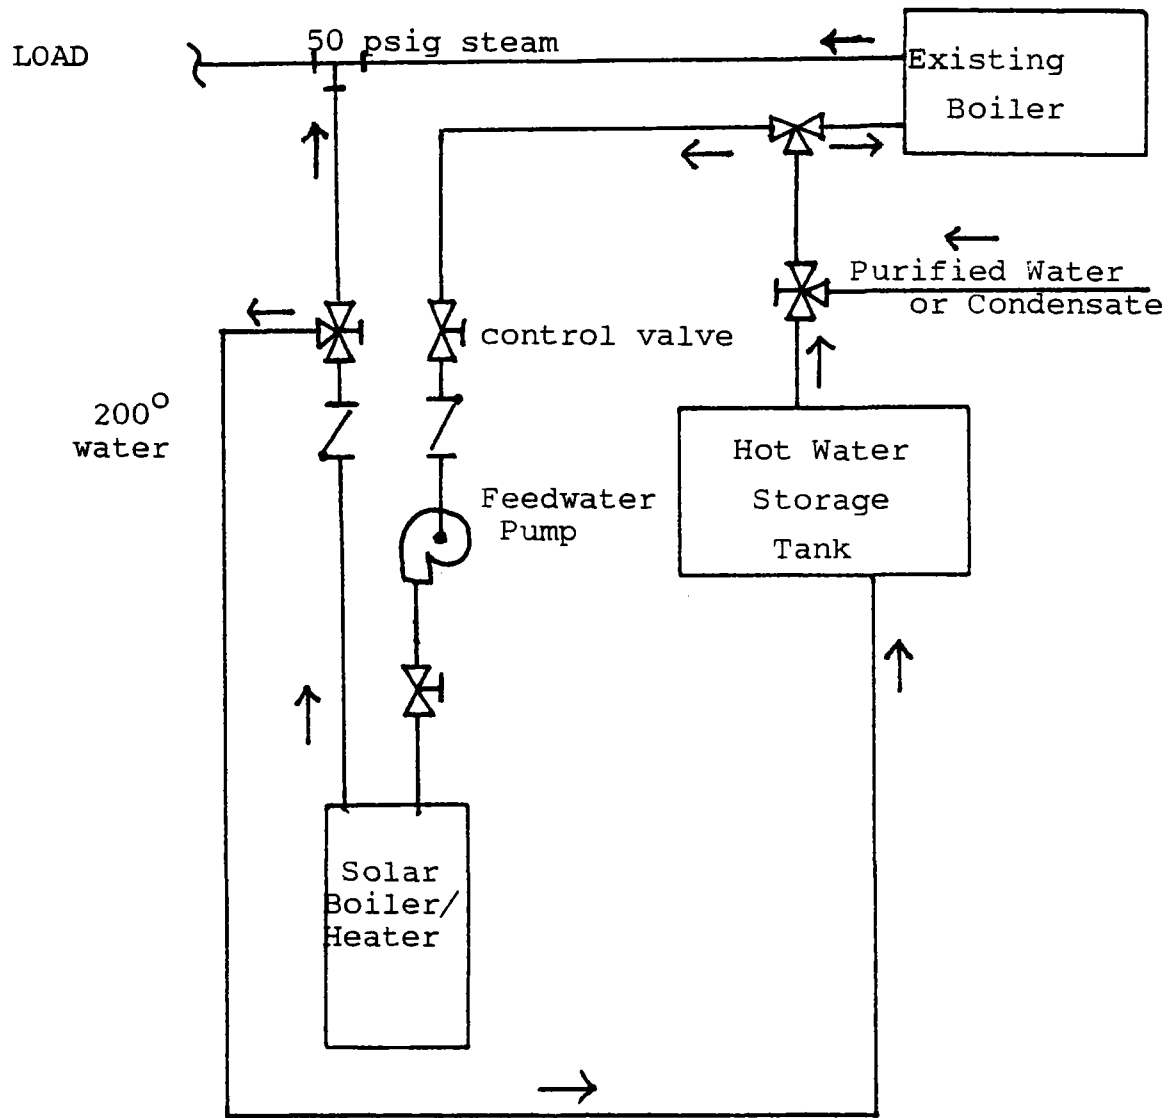 LOAD
50 psig steam
Existing
Boiler
Purified Water
or Condensate
control valve
200°
water
Hot Water
Storage
Tank
Feedwater
Pump
Solar
Boiler/
Heater